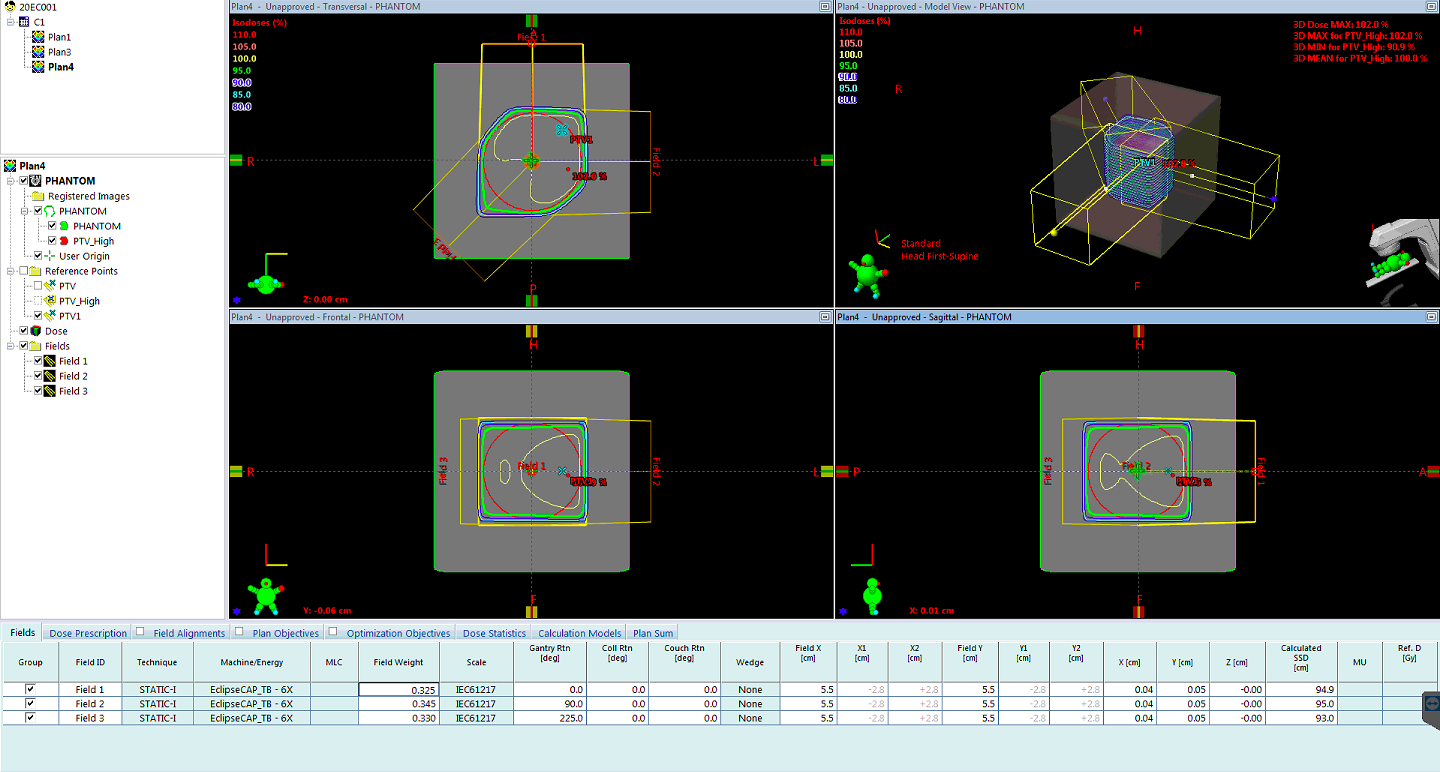 20EC001
C1
Plan1
Plan3
Plan4
Plan4
PHANTOM
Registered Images
PHANTOM
PHANTOM
PTV_High
User Origin
Reference Points
PTV
PTV_High
PTV1
Dose
Fields
Field 1
Field 2
Field 3
Plan4 - Unapproved - Transversal - PHANTOM
Isodoses (%)
110.0
105.0
100.0
95.0
90.0
85.0
80.0
Field 1
A
R
L
PTV1
102.0 %
Field 2
Field 3
P
Z: 0.00 cm
Plan4 - Unapproved - Model View - PHANTOM
Isodoses (%)
110.0
105.0
100.0
95.0
90.0
85.0
80.0
3D Dose MAX: 102.0 %
3D MAX for PTV_High: 102.0 %
3D MIN for PTV_High: 90.9 %
3D MEAN for PTV_High: 100.0 %
H
R
PTV1
102.0 %
Standard
Head First-Supine
F
Plan4 - Unapproved - Frontal - PHANTOM
H
R
L
Field 3
Field 1
Field 2
F
Y: -0.06 cm
Plan4 - Unapproved - Sagittal - PHANTOM
H
P
A
Field 3
Field 2
Field 1
F
X: 0.01 cm
Fields Dose Prescription Field Alignments Plan Objectives Optimization Objectives Dose Statistics Calculation Models Plan Sum
Group Field ID Technique Machine/Energy MLC Field Weight Scale Gantry Rtn [deg] Coll Rtn [deg] Couch Rtn [deg] Wedge Field X [cm] X1 [cm] X2 [cm] Field Y [cm] Y1 [cm] Y2 [cm] X [cm] Y [cm] Z [cm] Calculated SSD [cm] MU Ref. D [Gy]
Field 1 STATIC-I EclipseCAP_TB - 6X 0.325 IEC61217 0.0 0.0 0.0 None 5.5 -2.8 +2.8 5.5 -2.8 +2.8 0.04 0.05 -0.00 94.9
Field 2 STATIC-I EclipseCAP_TB - 6X 0.345 IEC61217 90.0 0.0 0.0 None 5.5 -2.8 +2.8 5.5 -2.8 +2.8 0.04 0.05 -0.00 95.0
Field 3 STATIC-I EclipseCAP_TB - 6X 0.330 IEC61217 225.0 0.0 0.0 None 5.5 -2.8 +2.8 5.5 -2.8 +2.8 0.04 0.05 -0.00 93.0